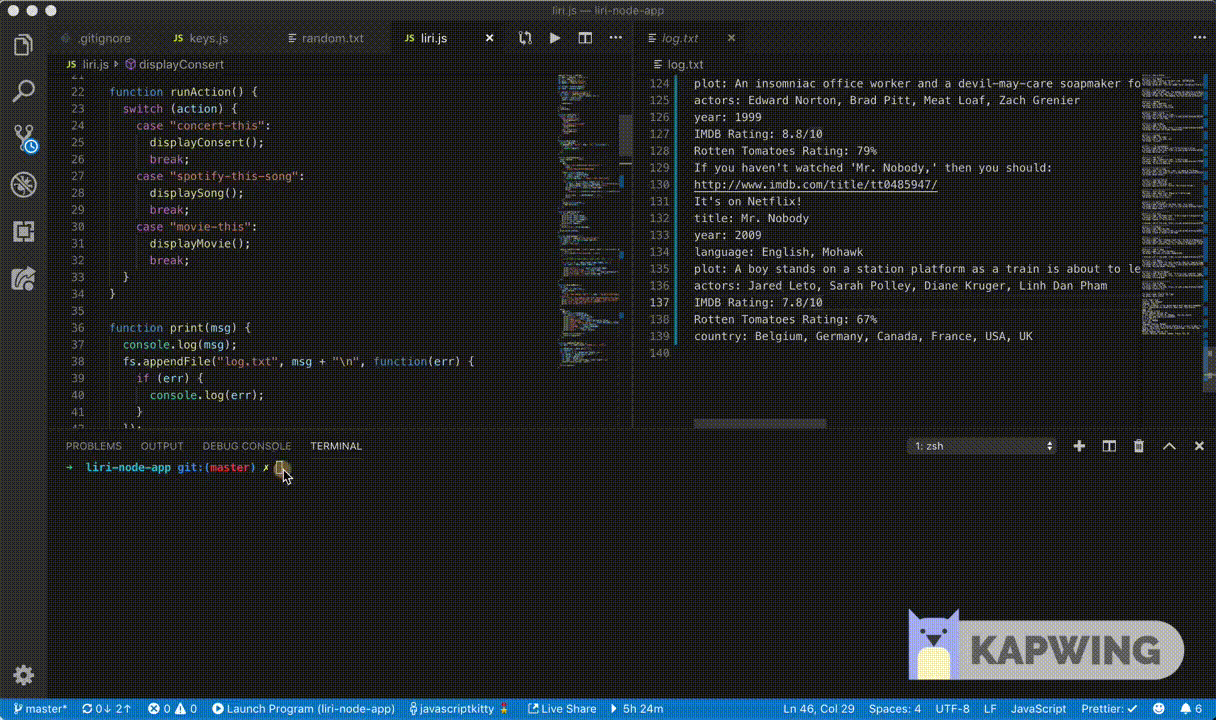 liri.js — liri-node-app
.gitignore
JS keys.js
random.txt
JS liri.js
log.txt
JS liri.js displayConsert
log.txt
22 function runAction() {
23 switch (action) {
24 case "concert-this":
25 displayConsert();
26 break;
27 case "spotify-this-song":
28 displaySong();
29 break;
30 case "movie-this":
31 displayMovie();
32 break;
33 }
34 }
35
36 function print(msg) {
37 console.log(msg);
38 fs.appendFile("log.txt", msg + "\n", function(err) {
39 if (err) {
40 console.log(err);
41 }
124 plot: An insomniac office worker and a devil-may-care soapmaker fo
125 actors: Edward Norton, Brad Pitt, Meat Loaf, Zach Grenier
126 year: 1999
127 IMDB Rating: 8.8/10
128 Rotten Tomatoes Rating: 79%
129 If you haven't watched 'Mr. Nobody,' then you should:
130 http://www.imdb.com/title/tt0485947/
131 It's on Netflix!
132 title: Mr. Nobody
133 year: 2009
134 language: English, Mohawk
135 plot: A boy stands on a station platform as a train is about to le
136 actors: Jared Leto, Sarah Polley, Diane Kruger, Linh Dan Pham
137 IMDB Rating: 7.8/10
138 Rotten Tomatoes Rating: 67%
139 country: Belgium, Germany, Canada, France, USA, UK
140
PROBLEMS OUTPUT DEBUG CONSOLE TERMINAL
1: zsh
→ liri-node-app git:(master) ✗
KAPWING
master* 0↓ 2↑ 0 0 Launch Program (liri-node-app) javascriptkitty Live Share 5h 24m Ln 46, Col 29 Spaces: 4 UTF-8 LF JavaScript Prettier: ✓ 6